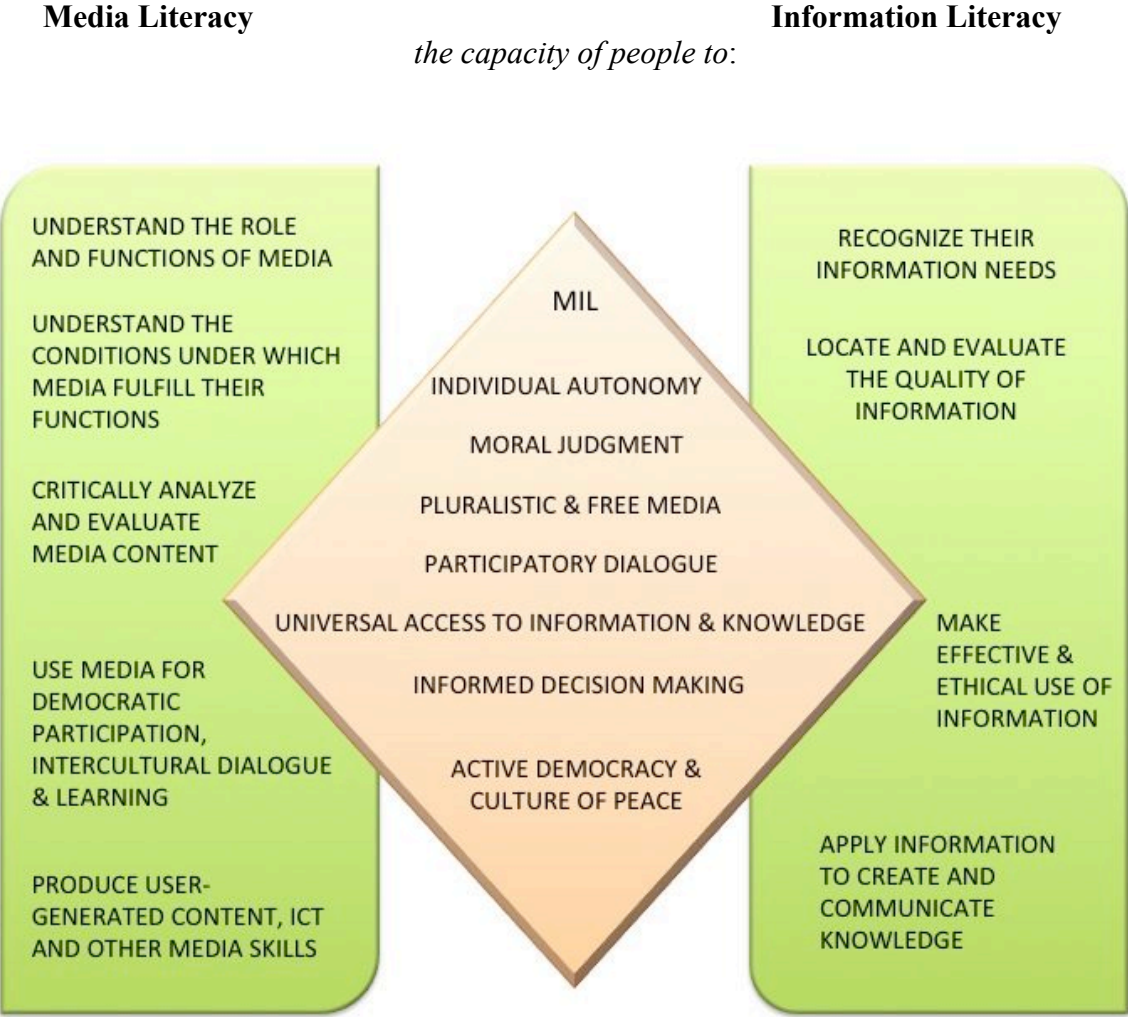 Media Literacy
Information Literacy
the capacity of people to:
UNDERSTAND THE ROLE
AND FUNCTIONS OF MEDIA
UNDERSTAND THE
CONDITIONS UNDER WHICH
MEDIA FULFILL THEIR
FUNCTIONS
CRITICALLY ANALYZE
AND EVALUATE
MEDIA CONTENT
USE MEDIA FOR
DEMOCRATIC
PARTICIPATION,
INTERCULTURAL DIALOGUE
& LEARNING
PRODUCE USER-
GENERATED CONTENT, ICT
AND OTHER MEDIA SKILLS
MIL
INDIVIDUAL AUTONOMY
MORAL JUDGMENT
PLURALISTIC & FREE MEDIA
PARTICIPATORY DIALOGUE
UNIVERSAL ACCESS TO INFORMATION & KNOWLEDGE
INFORMED DECISION MAKING
ACTIVE DEMOCRACY &
CULTURE OF PEACE
RECOGNIZE THEIR
INFORMATION NEEDS
LOCATE AND EVALUATE
THE QUALITY OF
INFORMATION
MAKE
EFFECTIVE &
ETHICAL USE OF
INFORMATION
APPLY INFORMATION
TO CREATE AND
COMMUNICATE
KNOWLEDGE